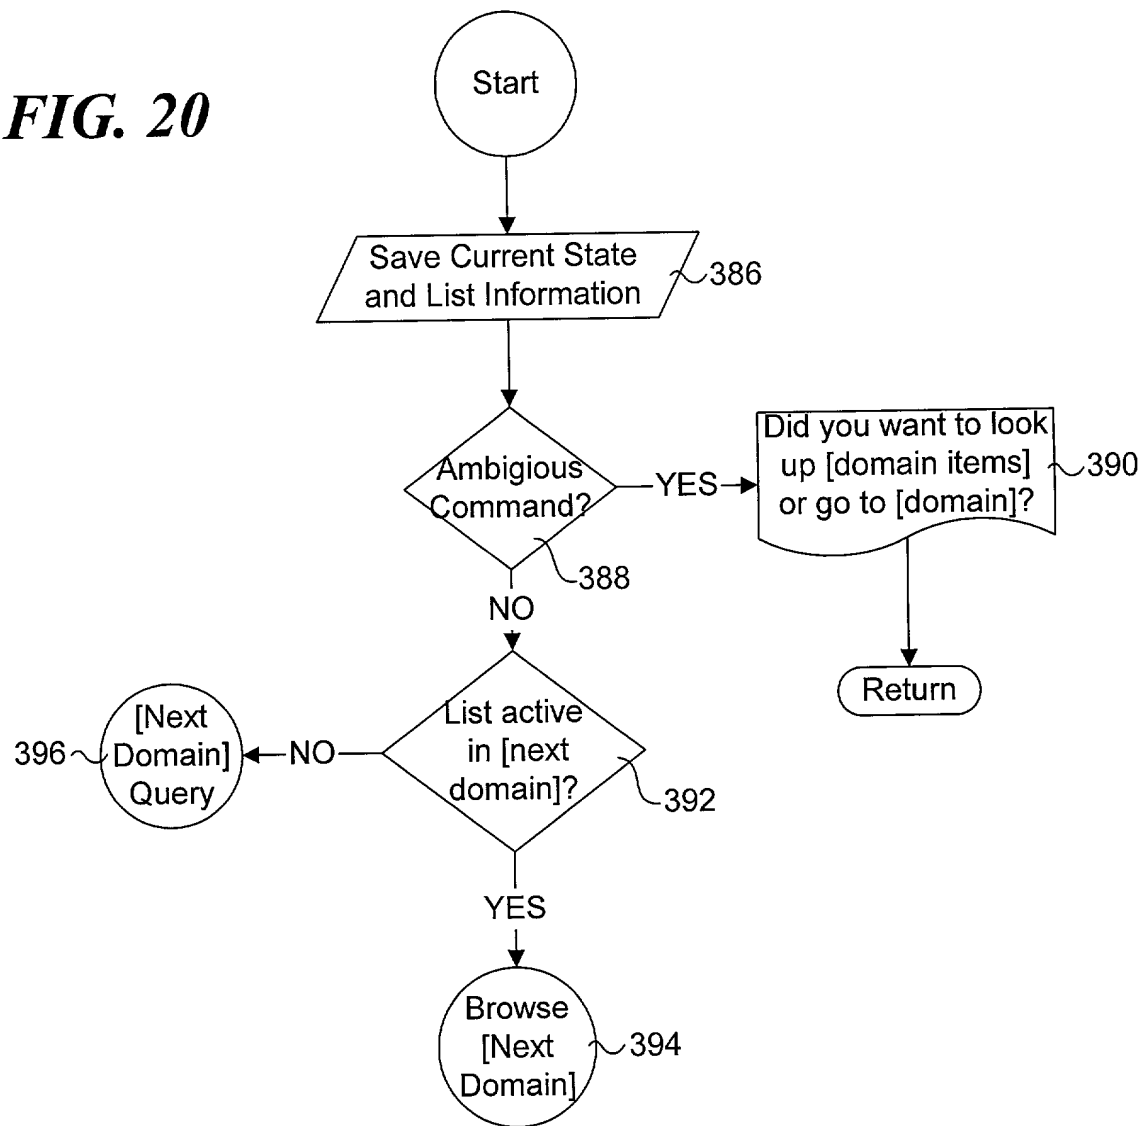 FIG. 20
Start
Save Current State
and List Information
386
Ambigious
Command?
388
YES
Did you want to look
up [domain items]
or go to [domain]?
390
Return
NO
List active
in [next
domain]?
392
NO
[Next
Domain]
Query
396
YES
Browse
[Next
Domain]
394